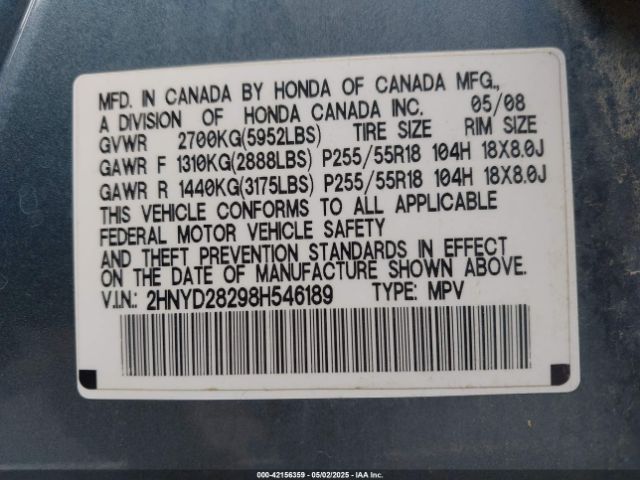 MFD. IN CANADA BY HONDA OF CANADA MFG.,
A DIVISION OF HONDA CANADA INC. 05/08
GVWR 2700KG(5952LBS) TIRE SIZE RIM SIZE
GAWR F 1310KG(2888LBS) P255/55R18 104H 18X8.0J
GAWR R 1440KG(3175LBS) P255/55R18 104H 18X8.0J
THIS VEHICLE CONFORMS TO ALL APPLICABLE
FEDERAL MOTOR VEHICLE SAFETY
AND THEFT PREVENTION STANDARDS IN EFFECT
ON THE DATE OF MANUFACTURE SHOWN ABOVE.
V.I.N.: 2HNYD28298H546189 TYPE: MPV
000-42156359 - 05/02/2025 - IAA Inc.